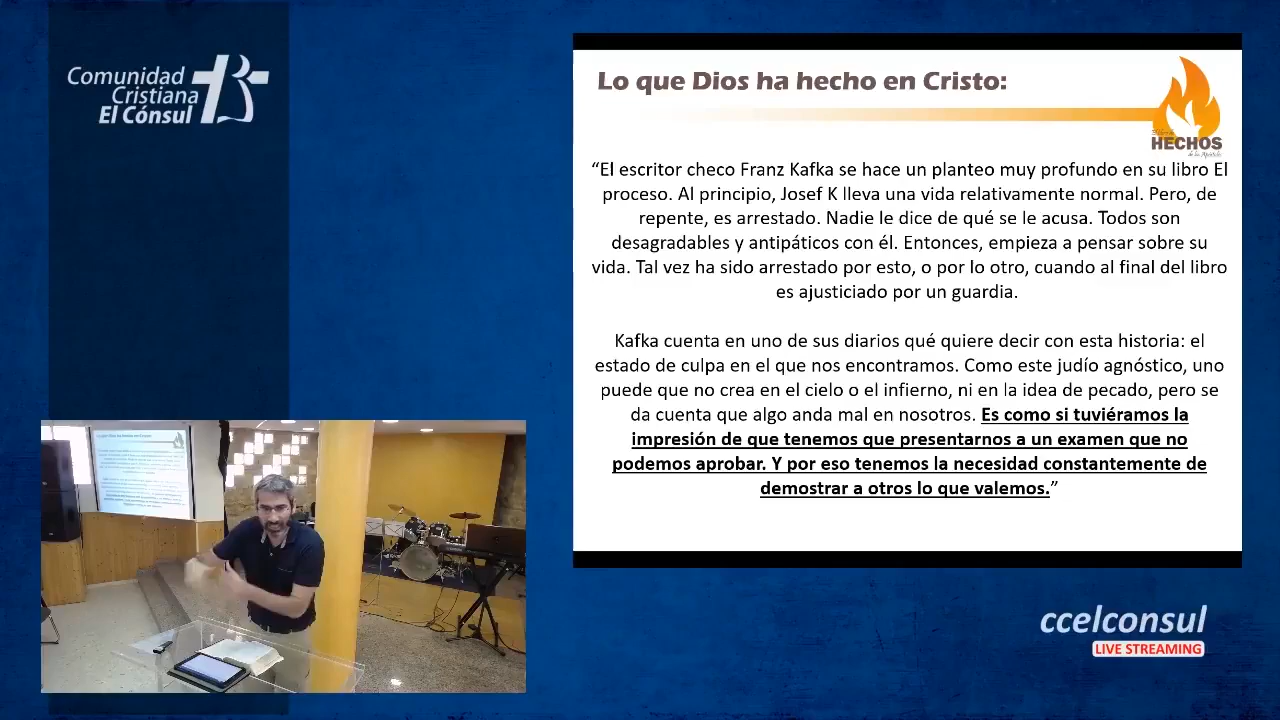 Comunidad
Cristiana
El Cónsul
Lo que Dios ha hecho en Cristo:
El libro de
HECHOS
de los Apóstoles
“El escritor checo Franz Kafka se hace un planteo muy profundo en su libro El
proceso. Al principio, Josef K lleva una vida relativamente normal. Pero, de
repente, es arrestado. Nadie le dice de qué se le acusa. Todos son
desagradables y antipáticos con él. Entonces, empieza a pensar sobre su
vida. Tal vez ha sido arrestado por esto, o por lo otro, cuando al final del libro
es ajusticiado por un guardia.
Kafka cuenta en uno de sus diarios qué quiere decir con esta historia: el
estado de culpa en el que nos encontramos. Como este judío agnóstico, uno
puede que no crea en el cielo o el infierno, ni en la idea de pecado, pero se
da cuenta que algo anda mal en nosotros. Es como si tuviéramos la
impresión de que tenemos que presentarnos a un examen que no
podemos aprobar. Y por eso tenemos la necesidad constantemente de
demostrar a otros lo que valemos.”
ccelconsul
LIVE STREAMING